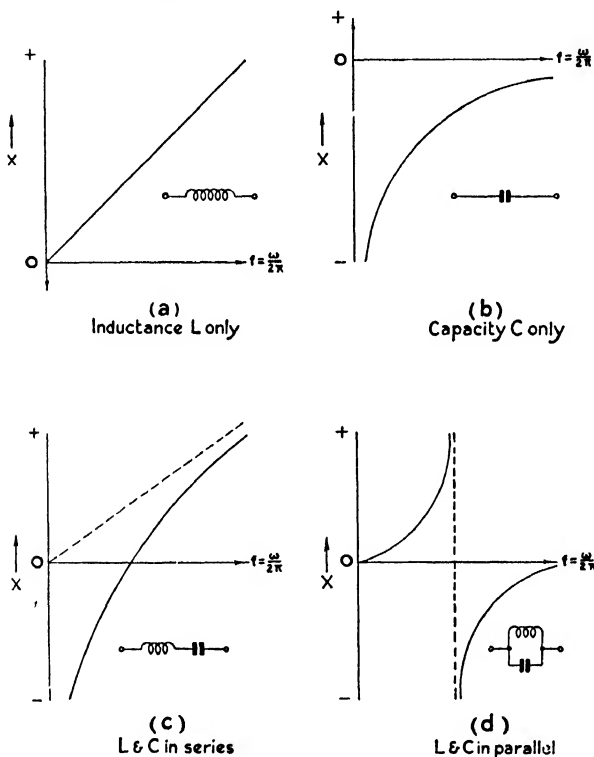 +
X
O
f = ω/2π
(a)
Inductance L only
+
O
f = ω/2π
X
–
(b)
Capacity C only
+
O
X
f = ω/2π
–
(c)
L & C in series
+
O
X
f = ω/2π
–
(d)
L & C in parallel